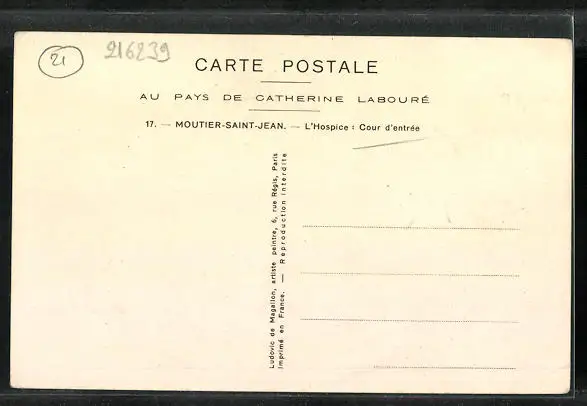 21
216239
CARTE POSTALE
AU PAYS DE CATHERINE LABOURÉ
17. — MOUTIER-SAINT-JEAN. — L'Hospice : Cour d'entrée
Ludovic de Magallon, artiste peintre, 6, rue Régis, Paris
Imprimé en France. — Reproduction interdite